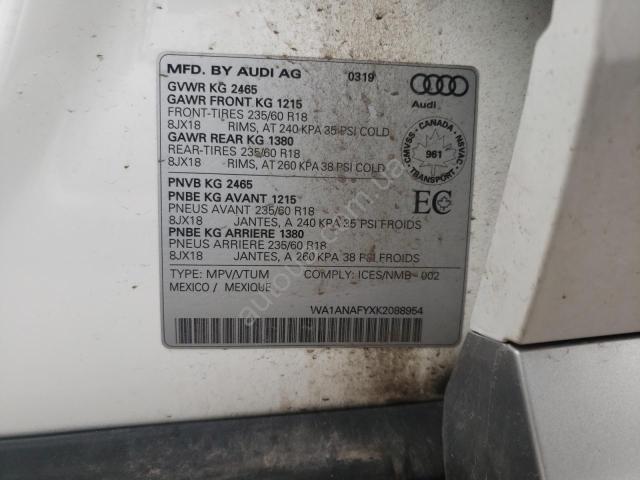 MFD. BY AUDI AG 0319
Audi
GVWR KG 2465
GAWR FRONT KG 1215
FRONT-TIRES 235/60 R18
8JX18 RIMS, AT 240 KPA 35 PSI COLD
GAWR REAR KG 1380
REAR-TIRES 235/60 R18
8JX18 RIMS, AT 260 KPA 38 PSI COLD
CANADA
CMVSS - NSVAC
961
TRANSPORT
PNVB KG 2465
PNBE KG AVANT 1215
PNEUS AVANT 235/60 R18
8JX18 JANTES, A 240 KPA 35 PSI FROIDS
PNBE KG ARRIERE 1380
PNEUS ARRIERE 235/60 R18
8JX18 JANTES, A 260 KPA 38 PSI FROIDS
EC
TYPE: MPV/VTUM COMPLY: ICES/NMB-002
MEXICO / MEXIQUE
WA1ANAFYXK2088954